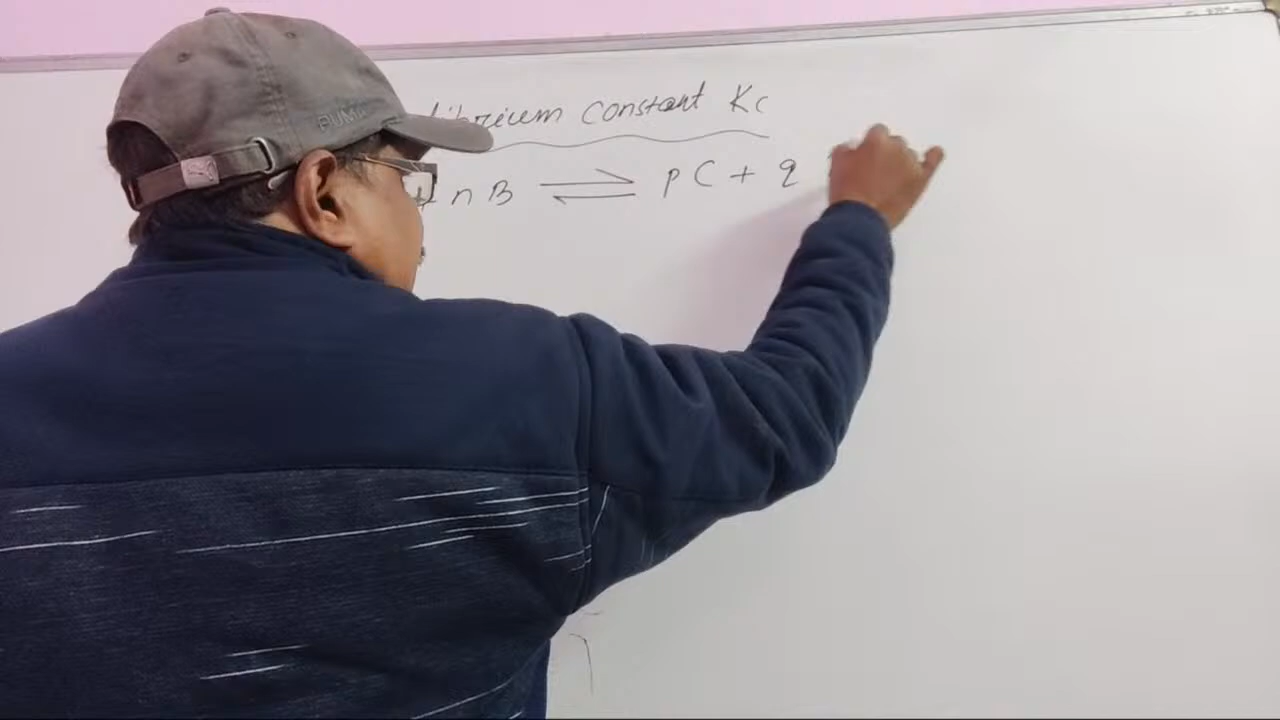 PUMA
librium constant Kc
+ n B ⇌ p C + q